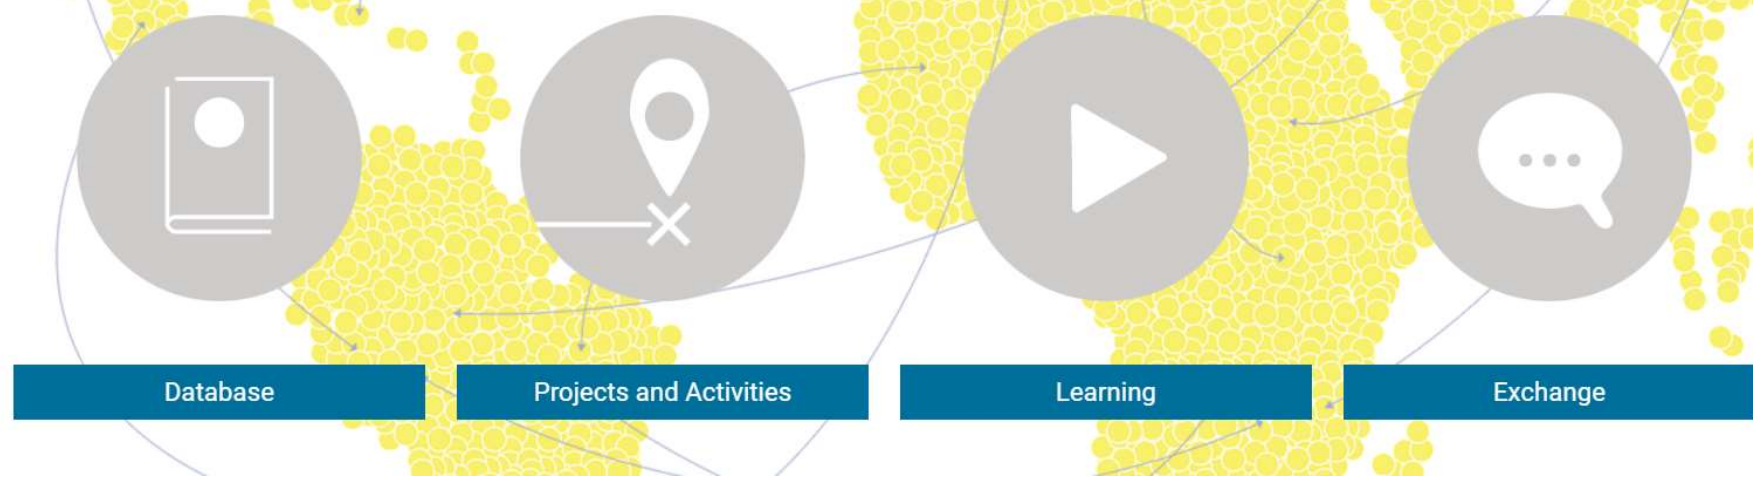 Database
Projects and Activities
Learning
Exchange